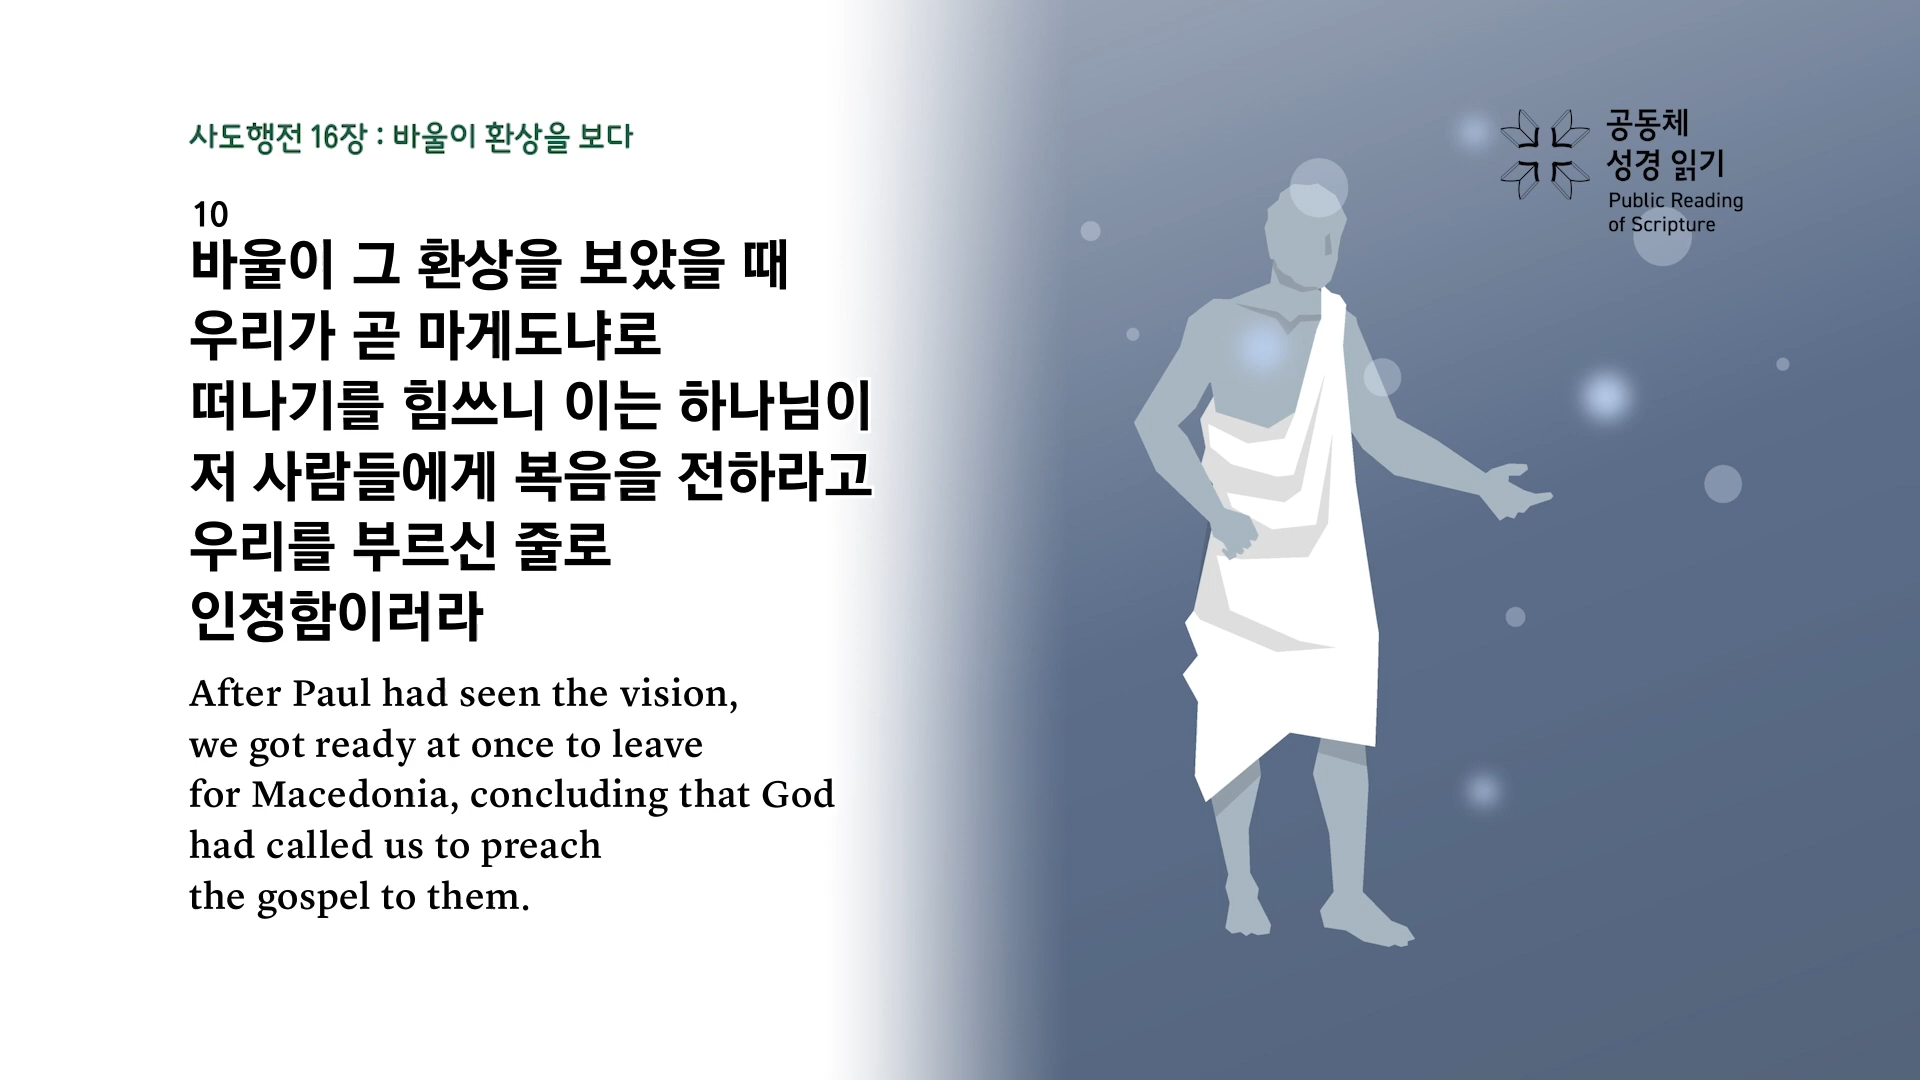 사도행전 16장 : 바울이 환상을 보다
10
바울이 그 환상을 보았을 때
우리가 곧 마게도냐로
떠나기를 힘쓰니 이는 하나님이
저 사람들에게 복음을 전하라고
우리를 부르신 줄로
인정함이러라
After Paul had seen the vision,
we got ready at once to leave
for Macedonia, concluding that God
had called us to preach
the gospel to them.
공동체
성경 읽기
Public Reading
of Scripture